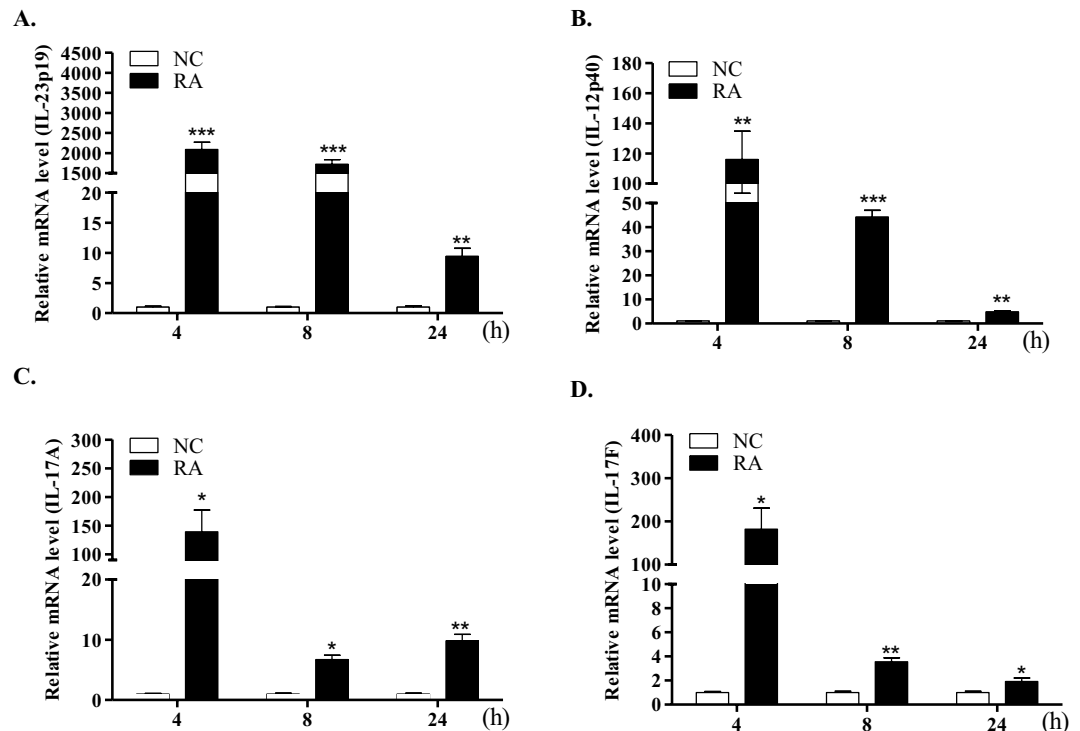 A.
Relative mRNA level (IL-23p19)
4500
4000
3500
3000
2500
2000
1500
20
15
10
5
0
NC
RA
***
***
**
4 8 24 (h)
B.
Relative mRNA level (IL-12p40)
180
160
140
120
100
50
40
30
20
10
0
NC
RA
**
***
**
4 8 24 (h)
C.
Relative mRNA level (IL-17A)
300
250
200
150
100
20
10
0
NC
RA
*
*
**
4 8 24 (h)
D.
Relative mRNA level (IL-17F)
400
300
200
100
10
8
6
4
2
0
NC
RA
*
**
*
4 8 24 (h)